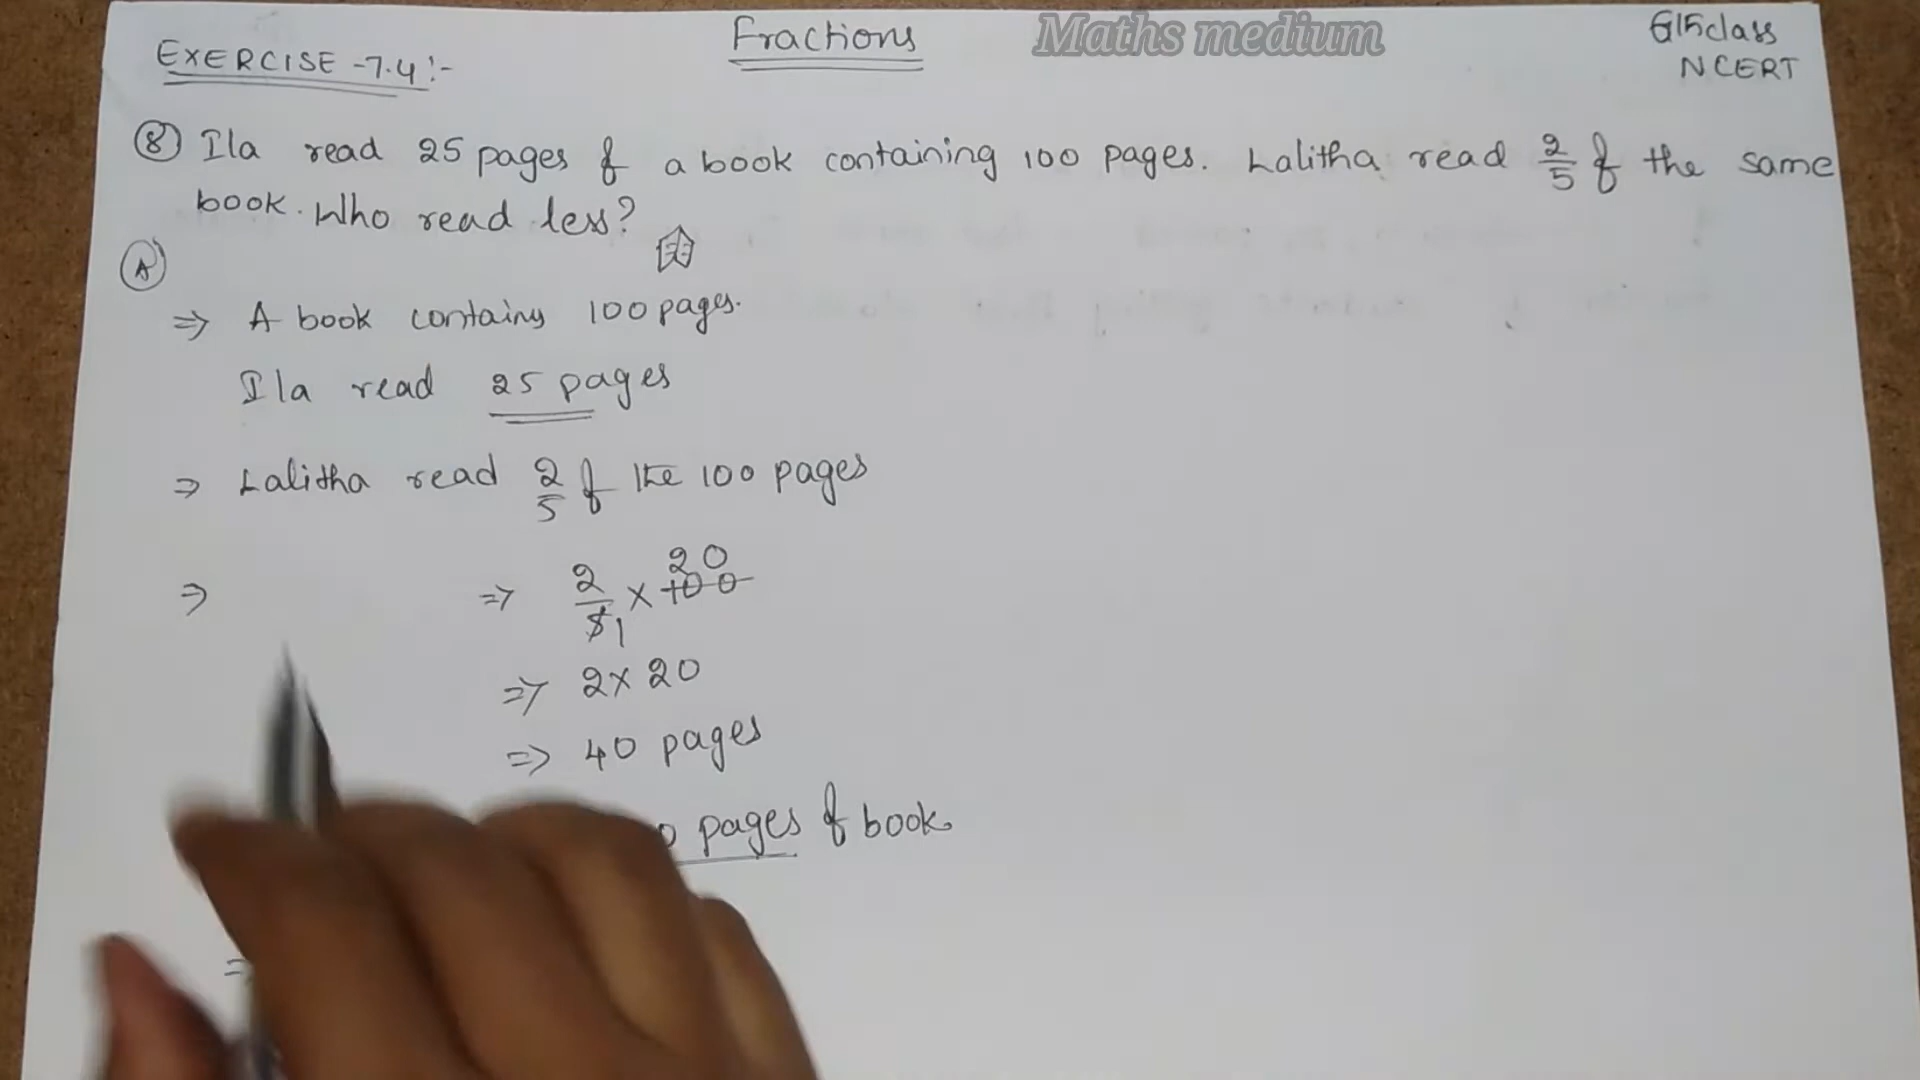 EXERCISE -7.4:-
Fractions
Maths medium
6th class
NCERT
8 Ila read 25 pages of a book containing 100 pages. Lalitha read 2/5 of the same
book. Who read less?
A
⇒ A book contains 100 pages.
Ila read 25 pages
⇒ Lalitha read 2/5 of the 100 pages
⇒ ⇒ 2/5 1 × 100 20
⇒ 2 × 20
⇒ 40 pages
pages of book.
⇒